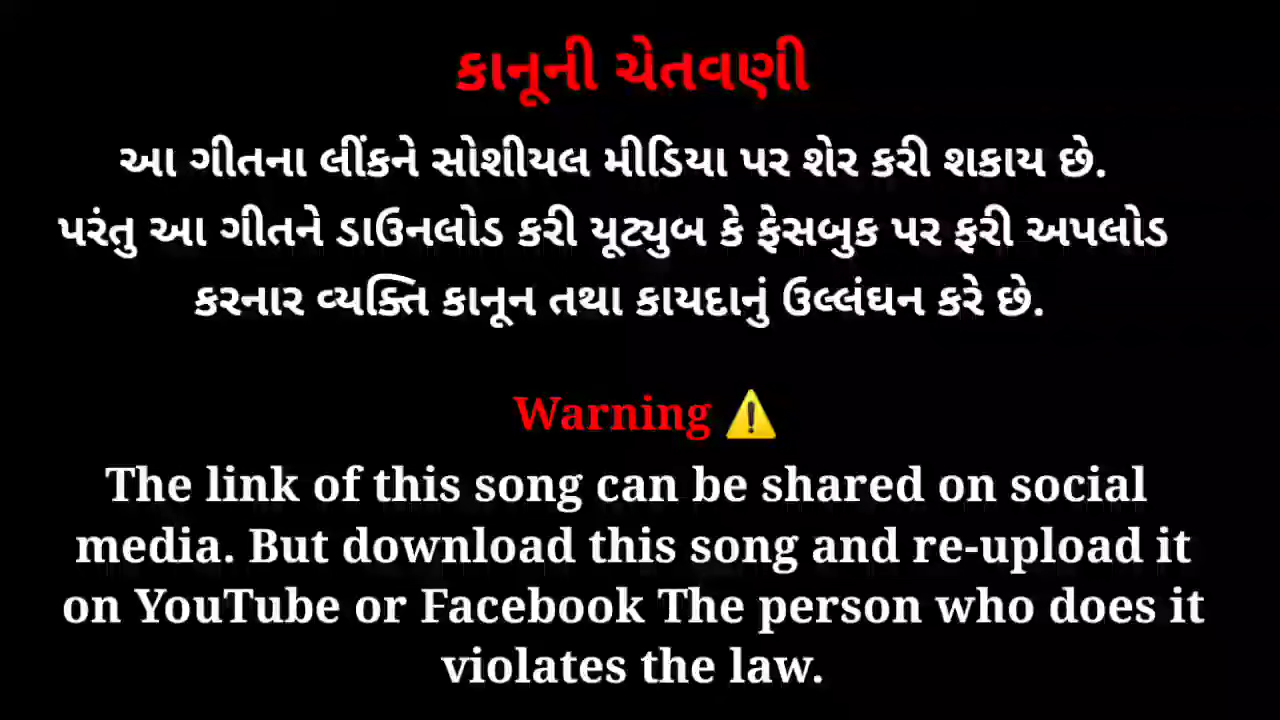 કાનૂની ચેતવણી
આ ગીતના લીંકને સોશીયલ મીડિયા પર શેર કરી શકાય છે.
પરંતુ આ ગીતને ડાઉનલોડ કરી યૂટ્યુબ કે ફેસબુક પર ફરી અપલોડ
કરનાર વ્યક્તિ કાનૂન તથા કાયદાનું ઉલ્લંઘન કરે છે.
Warning ⚠️
The link of this song can be shared on social
media. But download this song and re-upload it
on YouTube or Facebook The person who does it
violates the law.